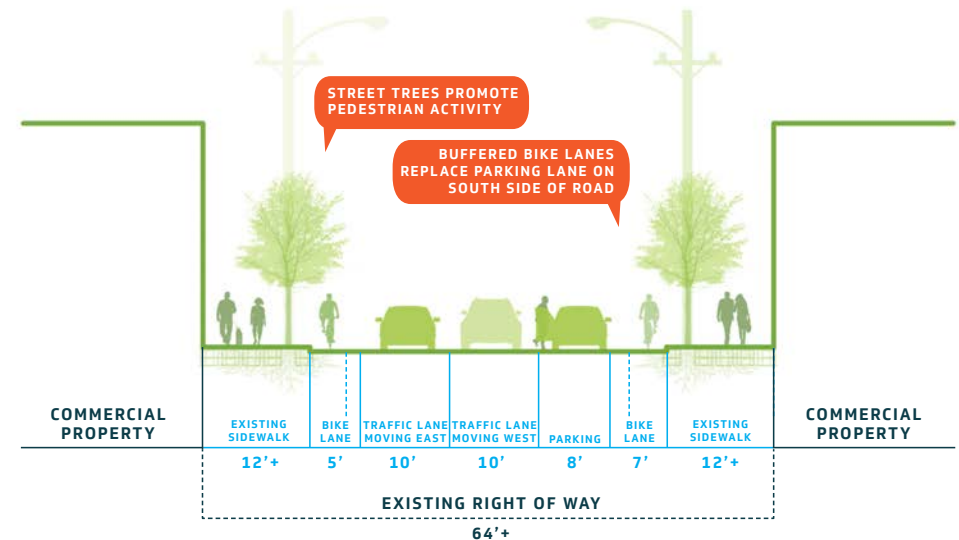 STREET TREES PROMOTE
PEDESTRIAN ACTIVITY
BUFFERED BIKE LANES
REPLACE PARKING LANE ON
SOUTH SIDE OF ROAD
COMMERCIAL
PROPERTY
EXISTING
SIDEWALK
BIKE
LANE
TRAFFIC LANE
MOVING EAST
TRAFFIC LANE
MOVING WEST
PARKING
BIKE
LANE
EXISTING
SIDEWALK
COMMERCIAL
PROPERTY
12’+
5’
10’
10’
8’
7’
12’+
EXISTING RIGHT OF WAY
64’+